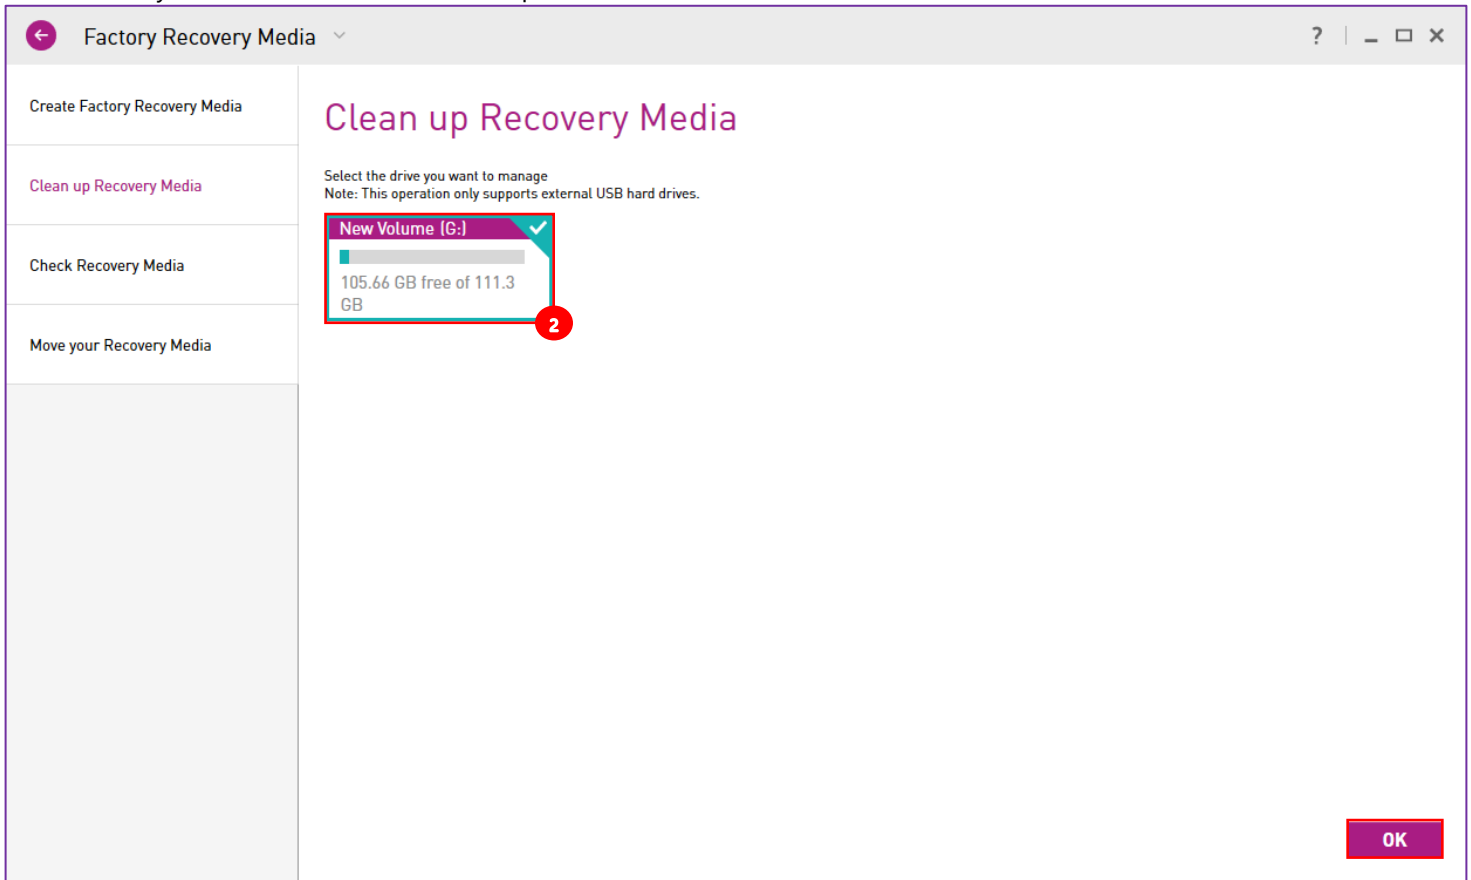 Factory Recovery Media
?
Create Factory Recovery Media
Clean up Recovery Media
Check Recovery Media
Move your Recovery Media
Clean up Recovery Media
Select the drive you want to manage
Note: This operation only supports external USB hard drives.
New Volume (G:)
105.66 GB free of 111.3
GB
2
OK